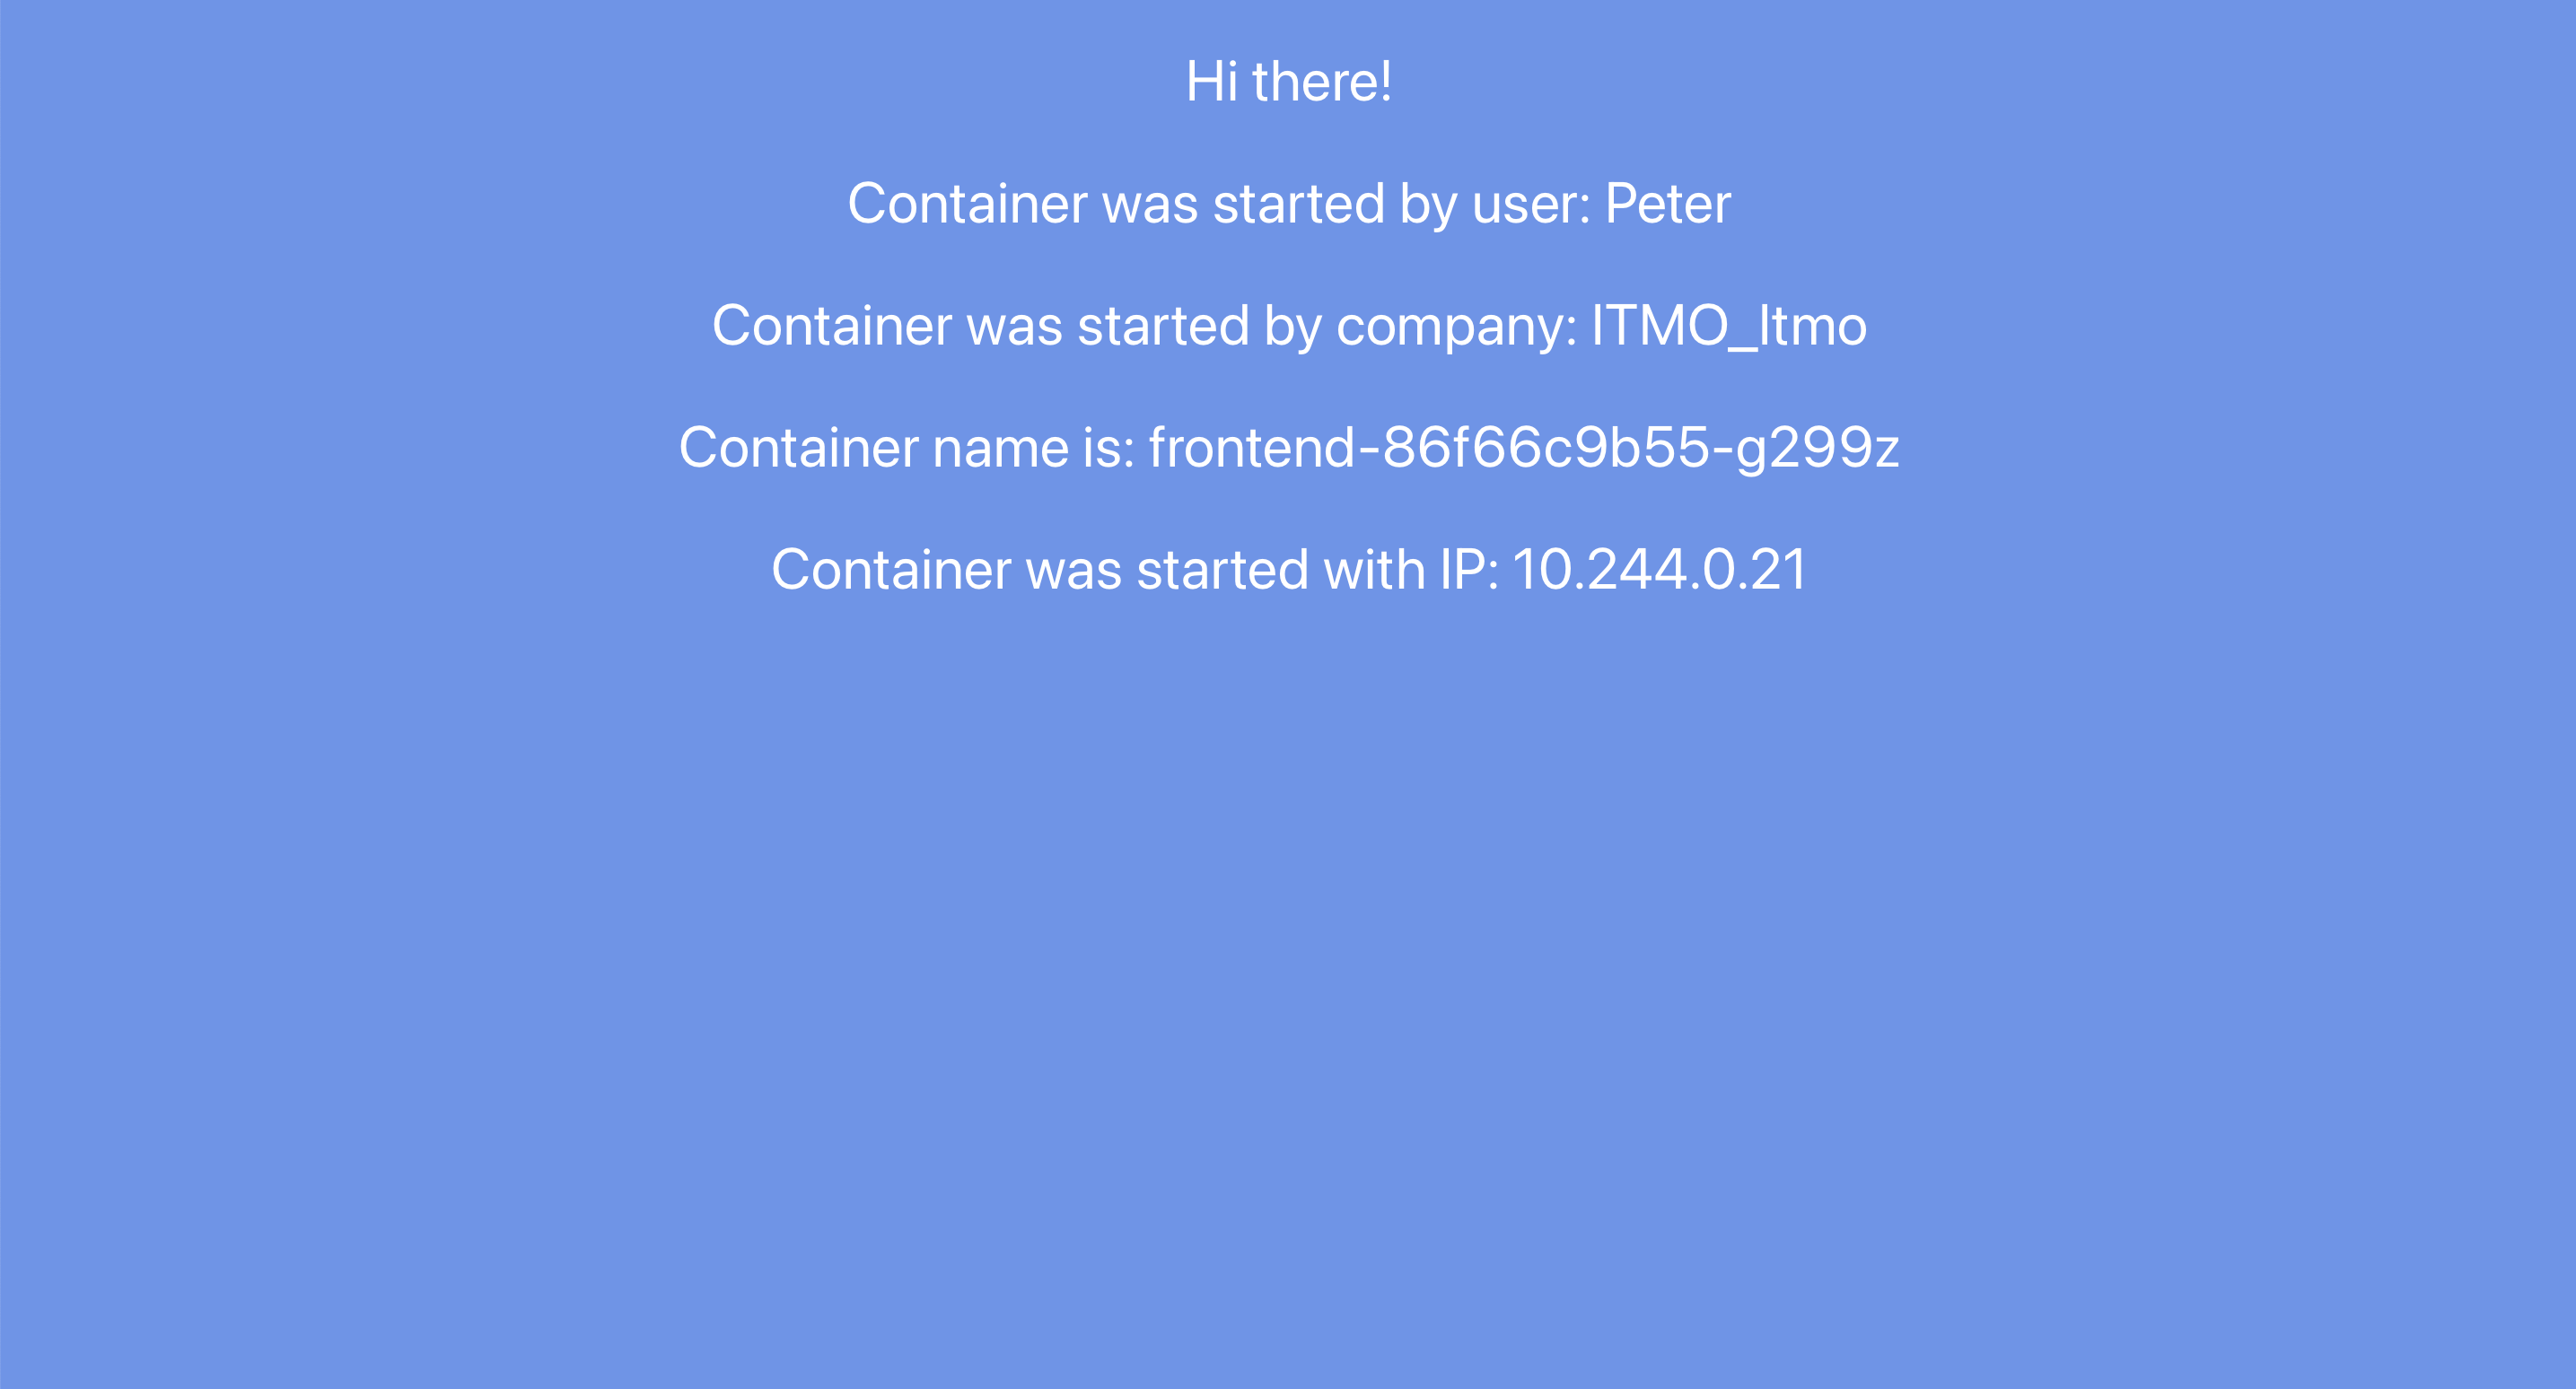 Hi there!
Container was started by user: Peter
Container was started by company: ITMO_Itmo
Container name is: frontend-86f66c9b55-g299z
Container was started with IP: 10.244.0.21